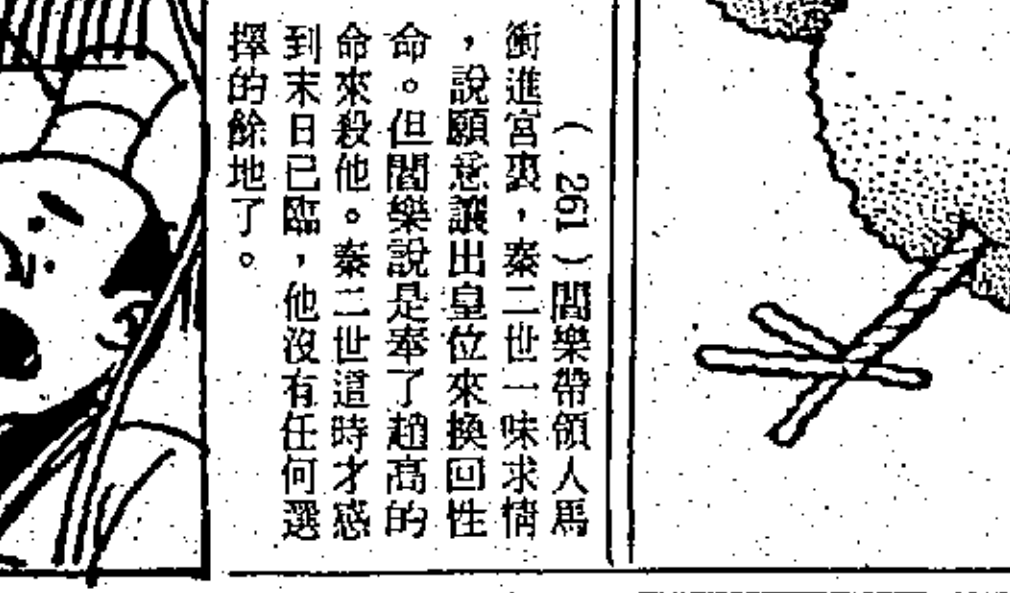 (261)閻樂帶領人馬
衝進宮裏，秦二世一味求情
，說願意讓出皇位來換回性
命。但閻樂說是奉了趙高的
命來殺他。秦二世這時才惑
到末日已臨，他沒有任何選
擇的餘地了。